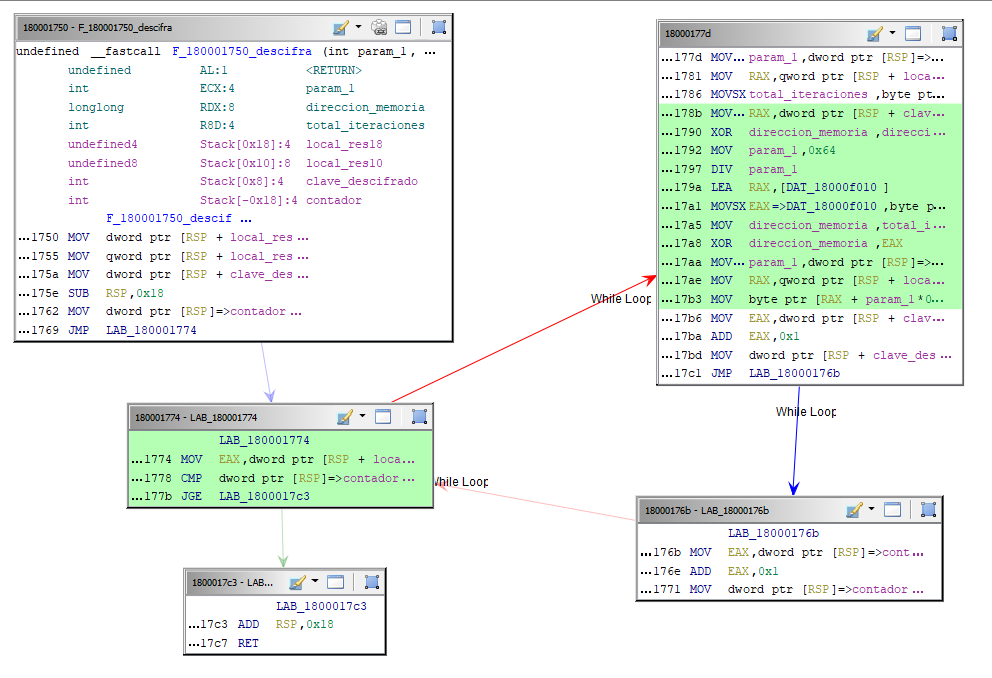 180001750 - F_180001750_descifra
undefined __fastcall F_180001750_descifra (int param_1, ...
undefined AL:1 <RETURN>
int ECX:4 param_1
longlong RDX:8 direccion_memoria
int R8D:4 total_iteraciones
undefined4 Stack[0x18]:4 local_res18
undefined8 Stack[0x10]:8 local_res10
int Stack[0x8]:4 clave_descifrado
int Stack[-0x18]:4 contador
F_180001750_descif ...
...1750 MOV dword ptr [RSP + local_res ...
...1755 MOV qword ptr [RSP + local_res ...
...175a MOV dword ptr [RSP + clave_des ...
...175e SUB RSP,0x18
...1762 MOV dword ptr [RSP]=>contador ...
...1769 JMP LAB_180001774
18000177d
...177d MOV... param_1,dword ptr [RSP]=>...
...1781 MOV RAX,qword ptr [RSP + loca...
...1786 MOVSX total_iteraciones ,byte pt...
...178b MOV... RAX,dword ptr [RSP + clav...
...1790 XOR direccion_memoria ,direcci...
...1792 MOV param_1,0x64
...1797 DIV param_1
...179a LEA RAX,[DAT_18000f010 ]
...17a1 MOVSX EAX=>DAT_18000f010 ,byte p...
...17a5 MOV direccion_memoria ,total_i...
...17a8 XOR direccion_memoria ,EAX
...17aa MOV... param_1,dword ptr [RSP]=>...
...17ae MOV RAX,qword ptr [RSP + loca...
...17b3 MOV byte ptr [RAX + param_1*0...
...17b6 MOV EAX,dword ptr [RSP + clav...
...17ba ADD EAX,0x1
...17bd MOV dword ptr [RSP + clave_des ...
...17c1 JMP LAB_18000176b
While Loop
While Loop
180001774 - LAB_180001774
LAB_180001774
...1774 MOV EAX,dword ptr [RSP + loca...
...1778 CMP dword ptr [RSP]=>contador ...
...177b JGE LAB_1800017c3
While Loop
18000176b - LAB_18000176b
LAB_18000176b
...176b MOV EAX,dword ptr [RSP]=>cont ...
...176e ADD EAX,0x1
...1771 MOV dword ptr [RSP]=>contador ...
1800017c3 - LAB...
LAB_1800017c3
...17c3 ADD RSP,0x18
...17c7 RET